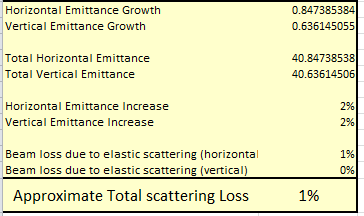 Horizontal Emittance Growth 0.847385384
Vertical Emittance Growth 0.636145055
Total Horizontal Emittance 40.84738538
Total Vertical Emittance 40.63614506
Horizontal Emittance Increase 2%
Vertical Emittance Increase 2%
Beam loss due to elastic scattering (horizontal 1%
Beam loss due to elastic scattering (vertical) 0%
Approximate Total scattering Loss 1%